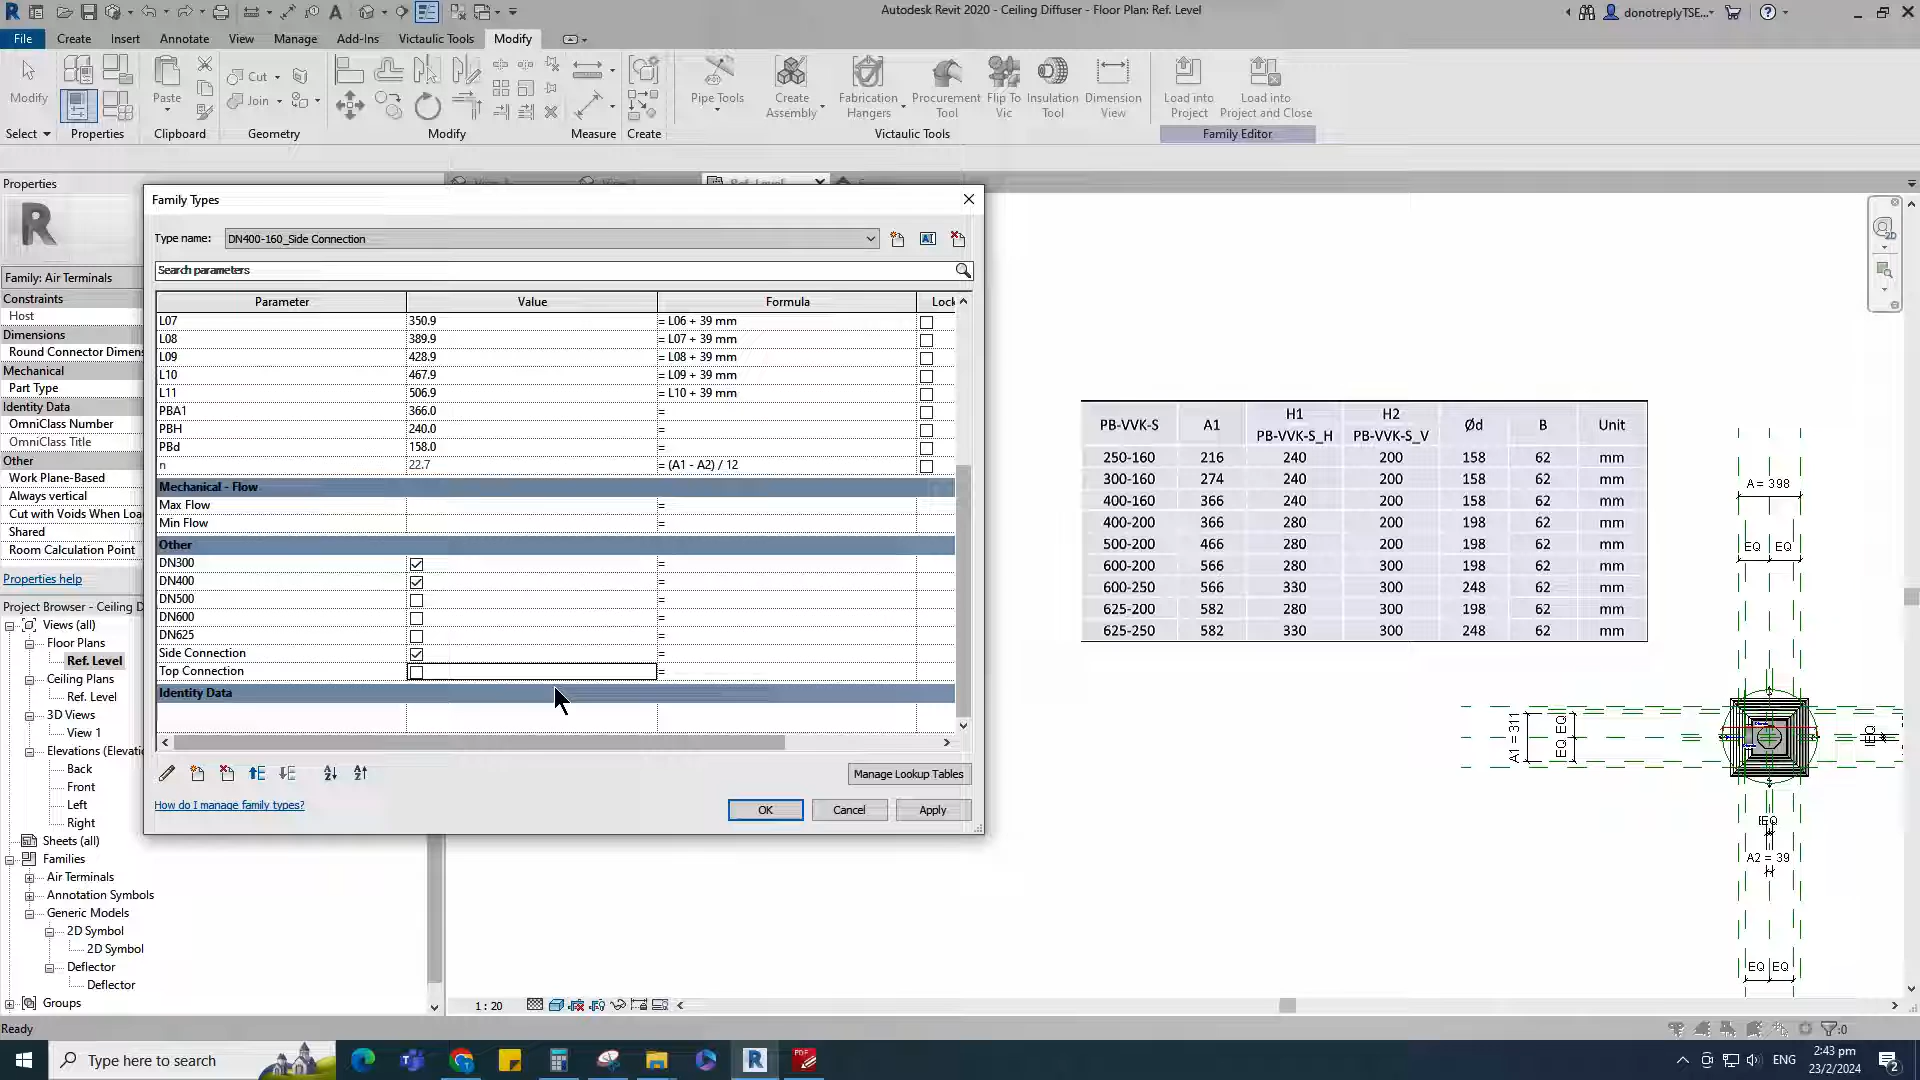 Autodesk Revit 2020 - Ceiling Diffuser - Floor Plan: Ref. Level
donotreplyTSE...
File Create Insert Annotate View Manage Add-Ins Victaulic Tools Modify
Modify Paste Cut Join Pipe Tools Create Assembly Fabrication Hangers Procurement Tool Flip To Vic Insulation Tool Dimension View Load into Project Load into Project and Close
Select Properties Clipboard Geometry Modify Measure Create Victaulic Tools Family Editor
Properties
Family: Air Terminals
Constraints
Host
Dimensions
Round Connector Dimens
Mechanical
Part Type
Identity Data
OmniClass Number
OmniClass Title
Other
Work Plane-Based
Always vertical
Cut with Voids When Loa
Shared
Room Calculation Point
Properties help
Project Browser - Ceiling D
Views (all)
Floor Plans
Ref. Level
Ceiling Plans
Ref. Level
3D Views
View 1
Elevations (Elevati
Back
Front
Left
Right
Sheets (all)
Families
Air Terminals
Annotation Symbols
Generic Models
2D Symbol
2D Symbol
Deflector
Deflector
Groups
Family Types
Type name: DN400-160_Side Connection
Search parameters
Parameter Value Formula Lock
L07 350.9 = L06 + 39 mm
L08 389.9 = L07 + 39 mm
L09 428.9 = L08 + 39 mm
L10 467.9 = L09 + 39 mm
L11 506.9 = L10 + 39 mm
PBA1 366.0 =
PBH 240.0 =
PBd 158.0 =
n 22.7 = (A1 - A2) / 12
Mechanical - Flow
Max Flow =
Min Flow =
Other
DN300 =
DN400 =
DN500 =
DN600 =
DN625 =
Side Connection =
Top Connection =
Identity Data
Manage Lookup Tables
How do I manage family types?
OK Cancel Apply
PB-VVK-S A1 H1 PB-VVK-S_H H2 PB-VVK-S_V Ød B Unit
250-160 216 240 200 158 62 mm
300-160 274 240 200 158 62 mm
400-160 366 240 200 158 62 mm
400-200 366 280 200 198 62 mm
500-200 466 280 200 198 62 mm
600-200 566 280 300 198 62 mm
600-250 566 330 300 248 62 mm
625-200 582 280 300 198 62 mm
625-250 582 330 300 248 62 mm
A = 398
EQ EQ
A1 = 311
EQ EQ
EQ
EQ
A2 = 39
EQ EQ
1 : 20
Ready
:0
Type here to search
ENG
2:43 pm
23/2/2024
2